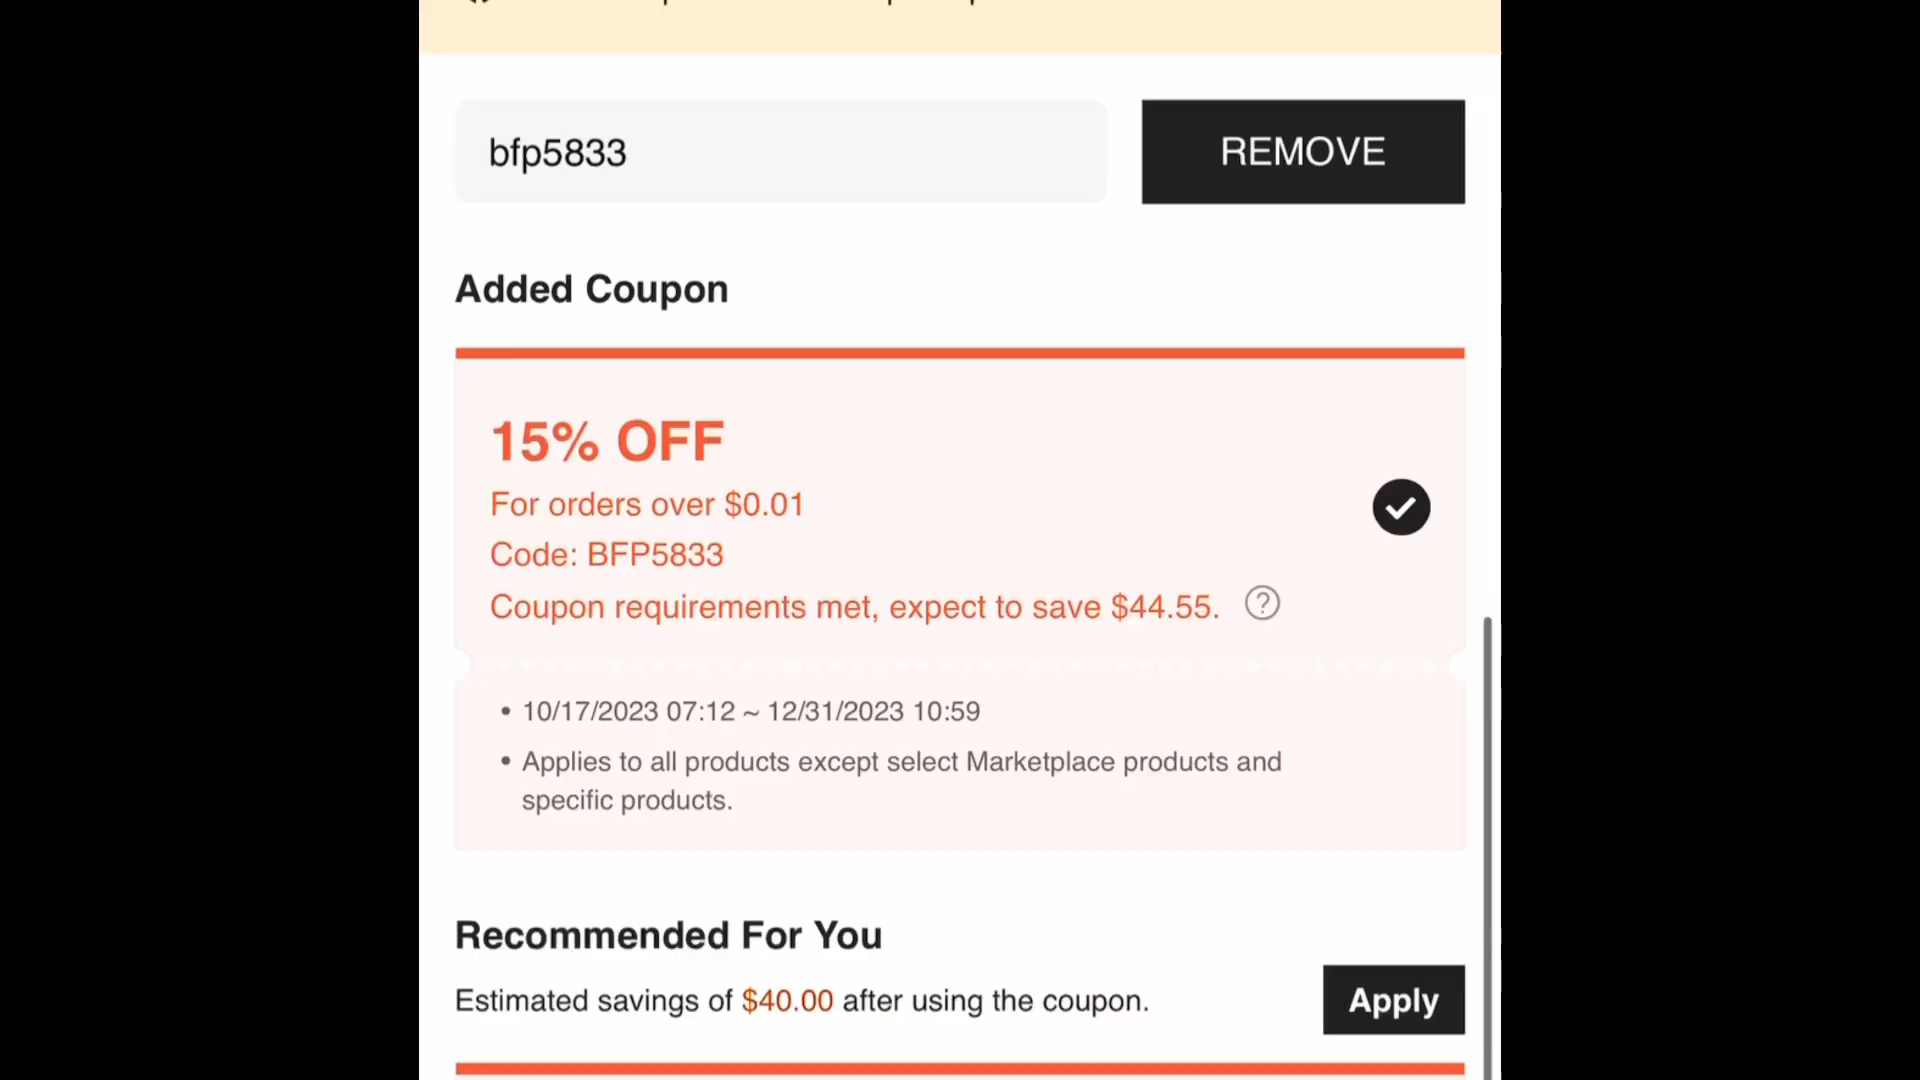 bfp5833
REMOVE
Added Coupon
15% OFF
For orders over $0.01
Code: BFP5833
Coupon requirements met, expect to save $44.55. ?
• 10/17/2023 07:12 ~ 12/31/2023 10:59
• Applies to all products except select Marketplace products and
specific products.
Recommended For You
Estimated savings of $40.00 after using the coupon.
Apply